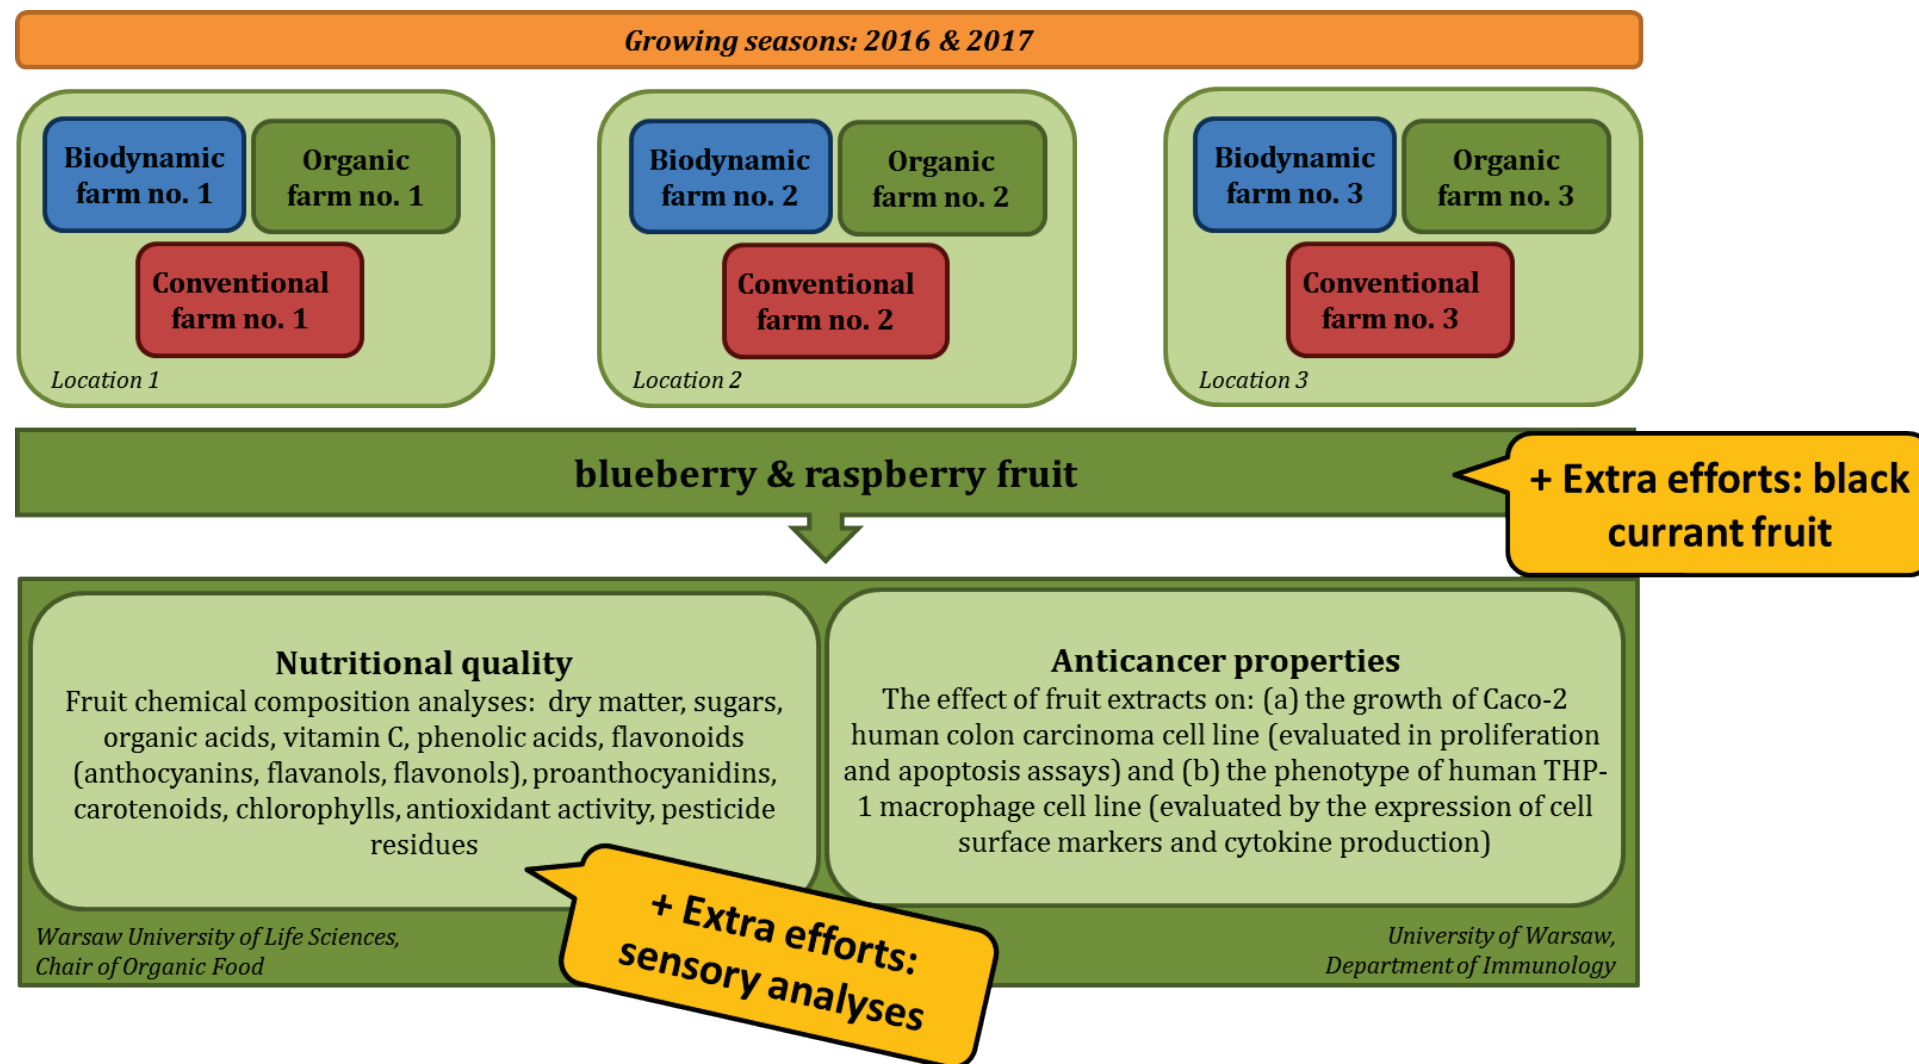 Growing seasons: 2016 & 2017
Biodynamic
farm no. 1
Organic
farm no. 1
Conventional
farm no. 1
Location 1
Biodynamic
farm no. 2
Organic
farm no. 2
Conventional
farm no. 2
Location 2
Biodynamic
farm no. 3
Organic
farm no. 3
Conventional
farm no. 3
Location 3
blueberry & raspberry fruit
+ Extra efforts: black
currant fruit
Nutritional quality
Fruit chemical composition analyses: dry matter, sugars,
organic acids, vitamin C, phenolic acids, flavonoids
(anthocyanins, flavanols, flavonols), proanthocyanidins,
carotenoids, chlorophylls, antioxidant activity, pesticide
residues
+ Extra efforts:
sensory analyses
Warsaw University of Life Sciences,
Chair of Organic Food
Anticancer properties
The effect of fruit extracts on: (a) the growth of Caco-2
human colon carcinoma cell line (evaluated in proliferation
and apoptosis assays) and (b) the phenotype of human THP-
1 macrophage cell line (evaluated by the expression of cell
surface markers and cytokine production)
University of Warsaw,
Department of Immunology